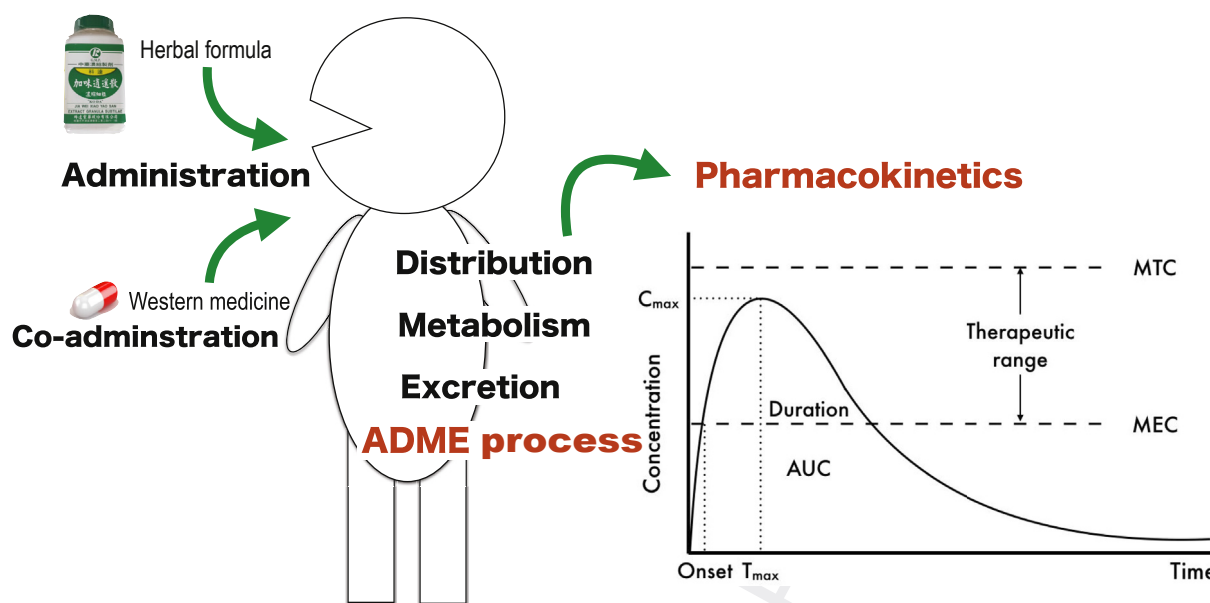 Herbal formula
加味逍遙散
Administration
Western medicine
Co-adminstration
Distribution
Metabolism
Excretion
ADME process
Pharmacokinetics
MTC
Cmax
Therapeutic
range
Duration
MEC
AUC
Concentration
Onset Tmax
Time